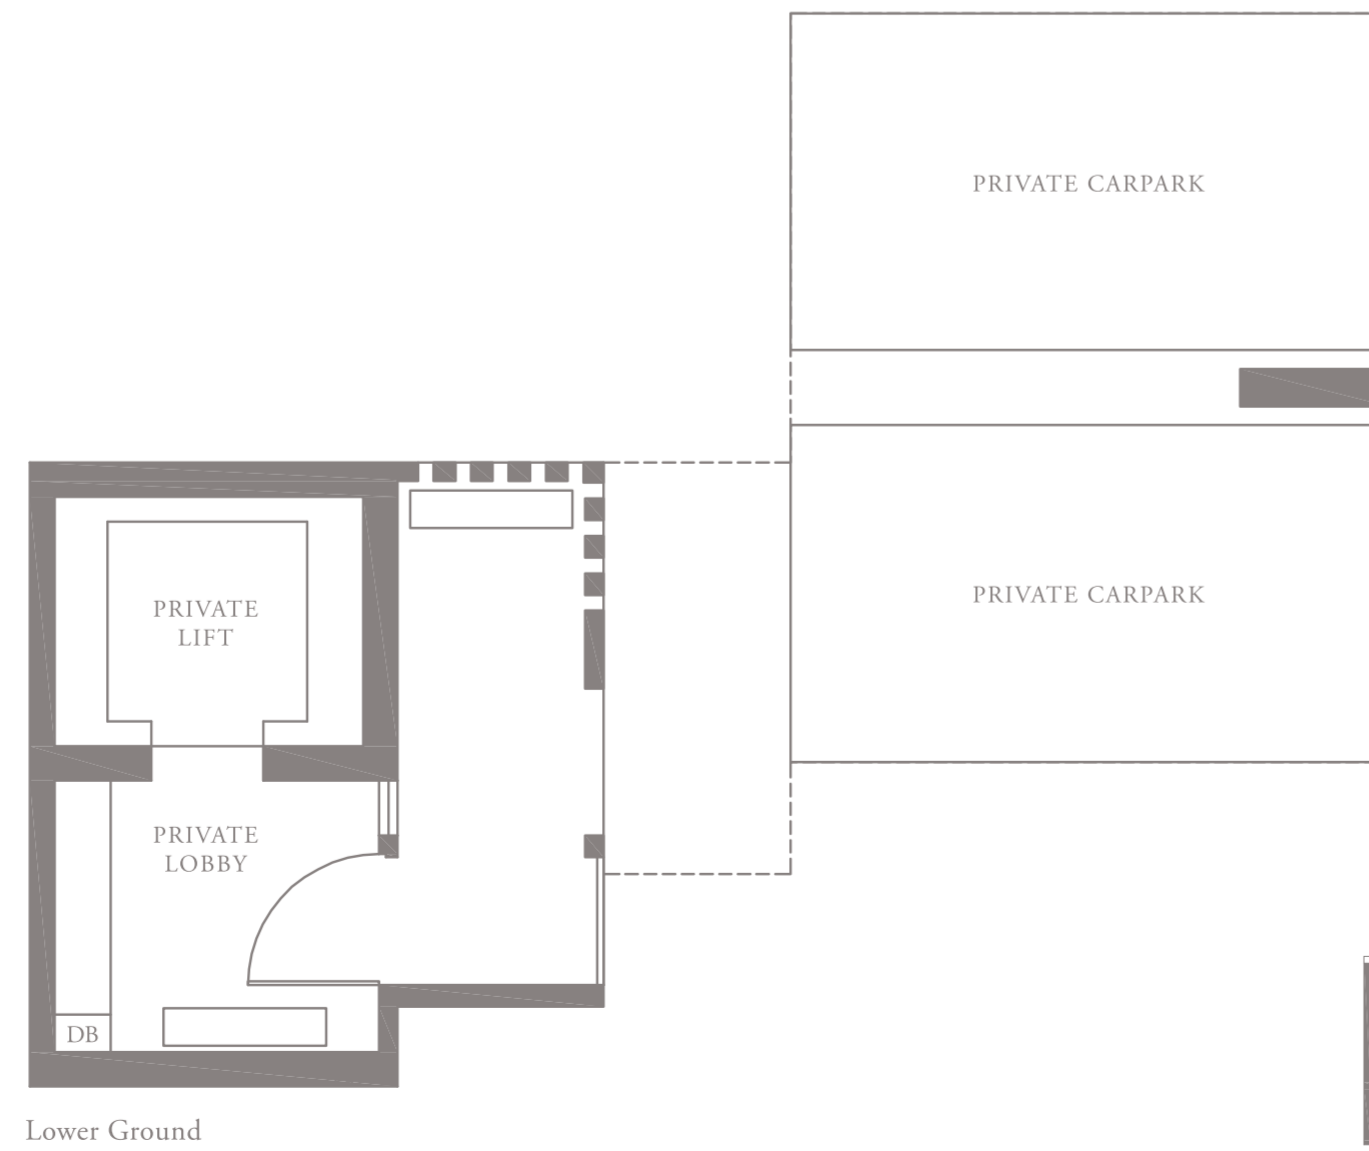 PRIVATE CARPARK
PRIVATE CARPARK
PRIVATE
LIFT
PRIVATE
LOBBY
DB
Lower Ground